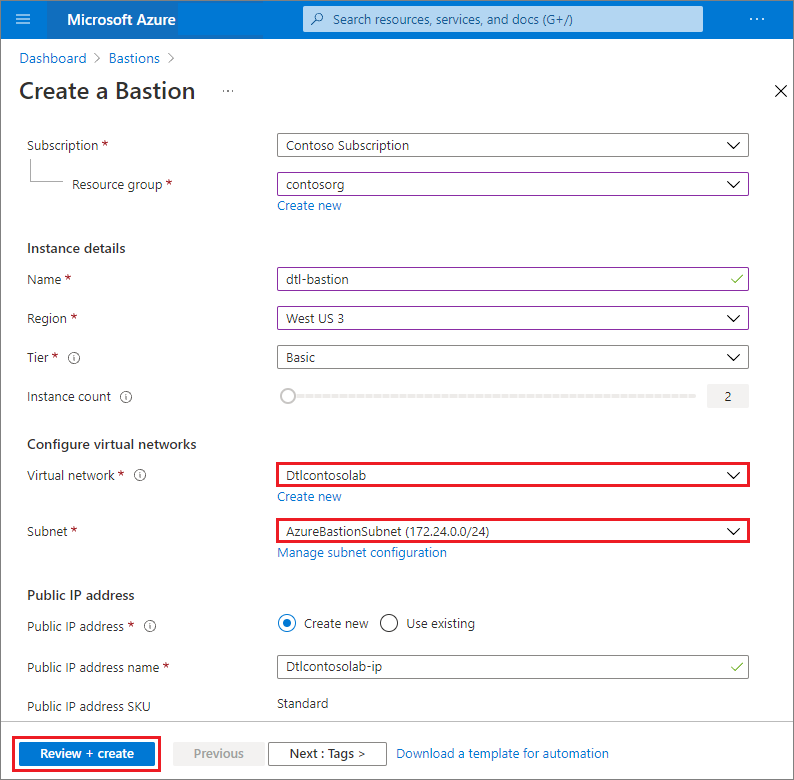 Microsoft Azure
Search resources, services, and docs (G+/)
...
Dashboard > Bastions >
Create a Bastion ...
Subscription *
Contoso Subscription
Resource group *
contosorg
Create new
Instance details
Name *
dtl-bastion
Region *
West US 3
Tier *
Basic
Instance count
2
Configure virtual networks
Virtual network *
Dtlcontosolab
Create new
Subnet *
AzureBastionSubnet (172.24.0.0/24)
Manage subnet configuration
Public IP address
Public IP address *
Create new
Use existing
Public IP address name *
Dtlcontosolab-ip
Public IP address SKU
Standard
Review + create
Previous
Next : Tags >
Download a template for automation